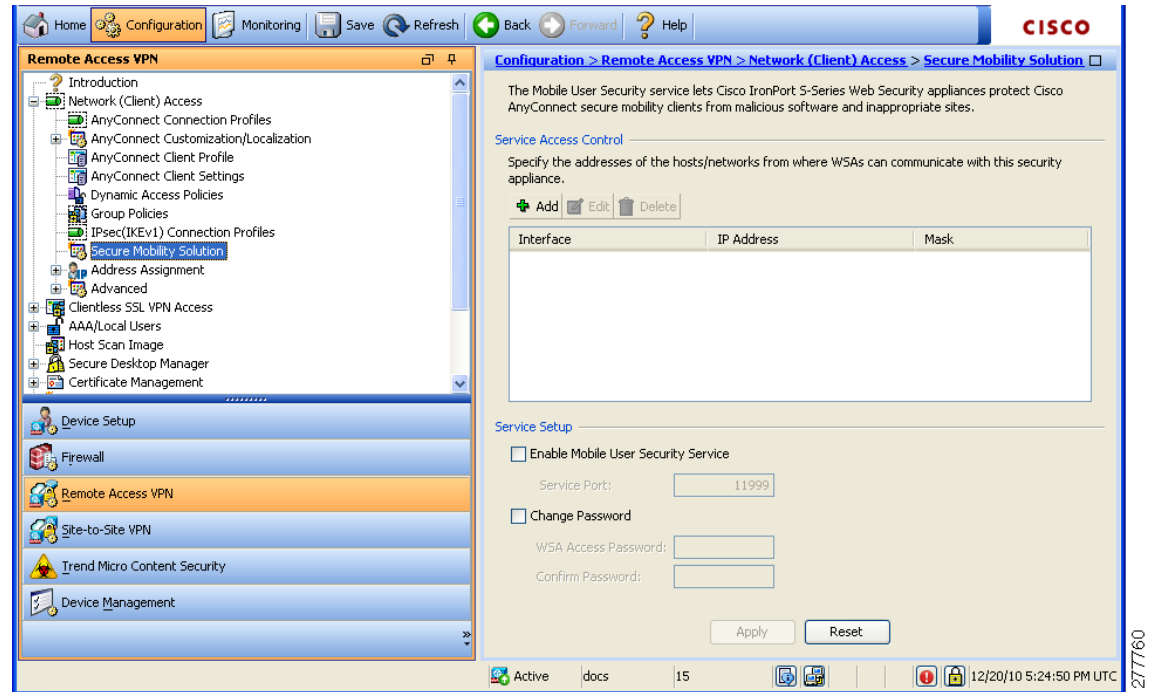 Home Configuration Monitoring Save Refresh Back Forward Help
CISCO
Remote Access VPN
Introduction
Network (Client) Access
AnyConnect Connection Profiles
AnyConnect Customization/Localization
AnyConnect Client Profile
AnyConnect Client Settings
Dynamic Access Policies
Group Policies
IPsec(IKEv1) Connection Profiles
Secure Mobility Solution
Address Assignment
Advanced
Clientless SSL VPN Access
AAA/Local Users
Host Scan Image
Secure Desktop Manager
Certificate Management
Device Setup
Firewall
Remote Access VPN
Site-to-Site VPN
Trend Micro Content Security
Device Management
Configuration > Remote Access VPN > Network (Client) Access > Secure Mobility Solution
The Mobile User Security service lets Cisco IronPort S-Series Web Security appliances protect Cisco
AnyConnect secure mobility clients from malicious software and inappropriate sites.
Service Access Control
Specify the addresses of the hosts/networks from where WSAs can communicate with this security
appliance.
Add Edit Delete
Interface IP Address Mask
Service Setup
Enable Mobile User Security Service
Service Port: 11999
Change Password
WSA Access Password:
Confirm Password:
Apply Reset
Active docs 15 12/20/10 5:24:50 PM UTC
277760